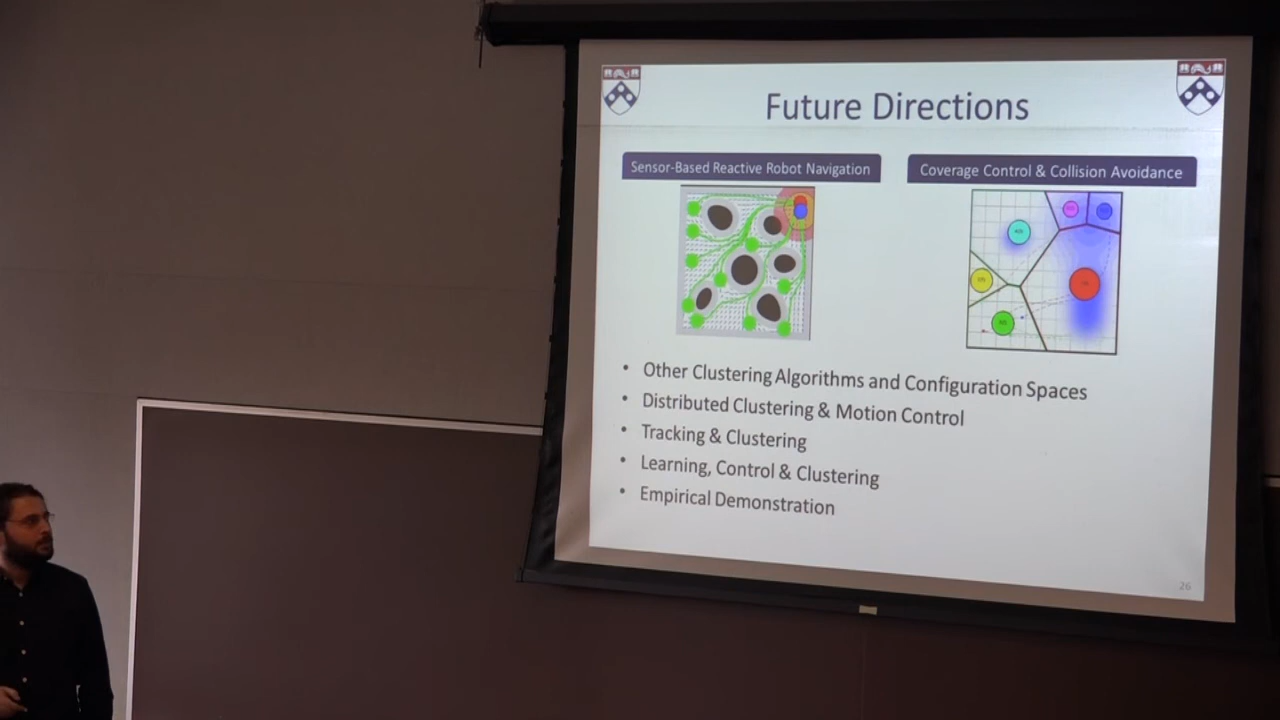 Future Directions
Sensor-Based Reactive Robot Navigation
Coverage Control & Collision Avoidance
• Other Clustering Algorithms and Configuration Spaces
• Distributed Clustering & Motion Control
• Tracking & Clustering
• Learning, Control & Clustering
• Empirical Demonstration
26